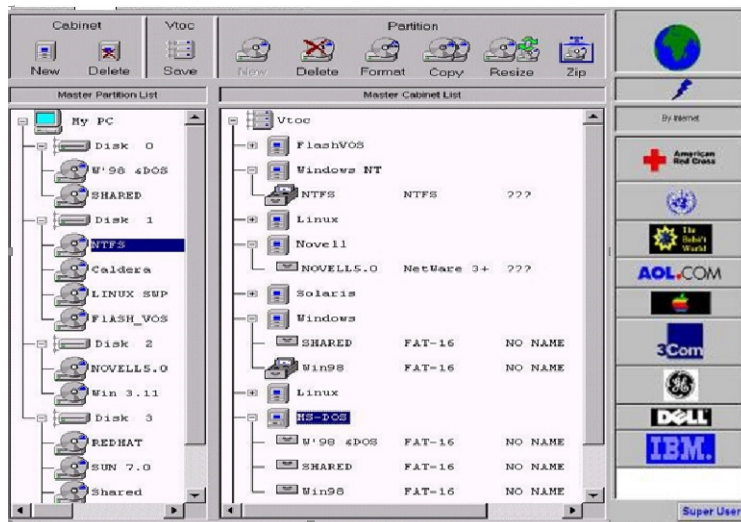 Cabinet
Vtoc
Partition
New
Delete
Save
New
Delete
Format
Copy
Resize
Zip
Master Partition List
Master Cabinet List
My PC
Disk 0
W'98 &DOS
SHARED
Disk 1
NTFS
Caldera
LINUX SWP
FlASH_VOS
Disk 2
NOVELL5.0
Win 3.11
Disk 3
REDHAT
SUN 7.0
Shared
Vtoc
FlashVOS
Windows NT
NTFS NTFS ???
Linux
Novell
NOVELL5.0 NetWare 3+ ???
Solaris
Windows
SHARED FAT-16 NO NAME
Win98 FAT-16 NO NAME
Linux
MS-DOS
W'98 &DOS FAT-16 NO NAME
SHARED FAT-16 NO NAME
Win98 FAT-16 NO NAME
By Internet
American
Red Cross
The
World
AOL.COM
3Com
DELL
IBM.
Super User